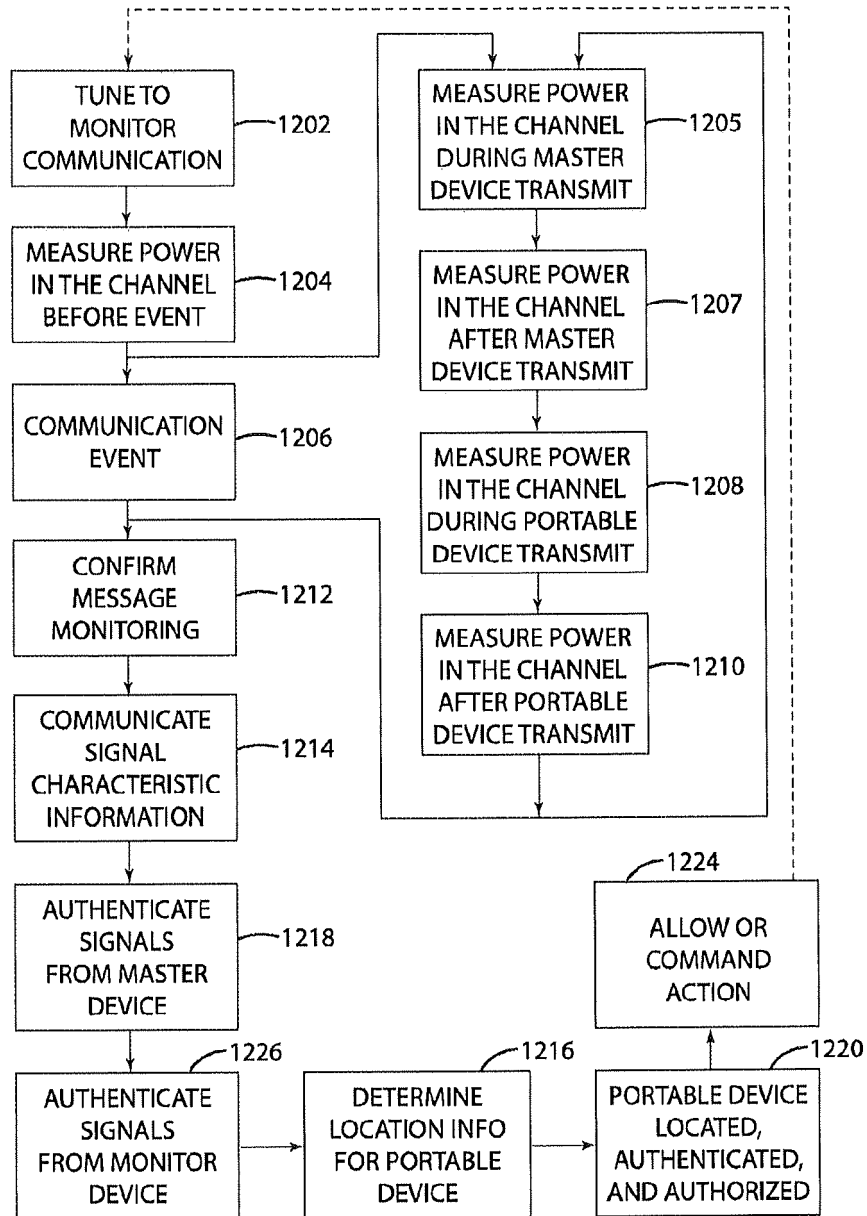 TUNE TO
MONITOR
COMMUNICATION
1202
MEASURE POWER
IN THE CHANNEL
BEFORE EVENT
1204
COMMUNICATION
EVENT
1206
CONFIRM
MESSAGE
MONITORING
1212
COMMUNICATE
SIGNAL
CHARACTERISTIC
INFORMATION
1214
AUTHENTICATE
SIGNALS
FROM MASTER
DEVICE
1218
MEASURE POWER
IN THE CHANNEL
DURING MASTER
DEVICE TRANSMIT
1205
MEASURE POWER
IN THE CHANNEL
AFTER MASTER
DEVICE TRANSMIT
1207
MEASURE POWER
IN THE CHANNEL
DURING PORTABLE
DEVICE TRANSMIT
1208
MEASURE POWER
IN THE CHANNEL
AFTER PORTABLE
DEVICE TRANSMIT
1210
1226
AUTHENTICATE
SIGNALS
FROM MONITOR
DEVICE
1216
DETERMINE
LOCATION INFO
FOR PORTABLE
DEVICE
1220
PORTABLE DEVICE
LOCATED,
AUTHENTICATED,
AND AUTHORIZED
1224
ALLOW OR
COMMAND
ACTION